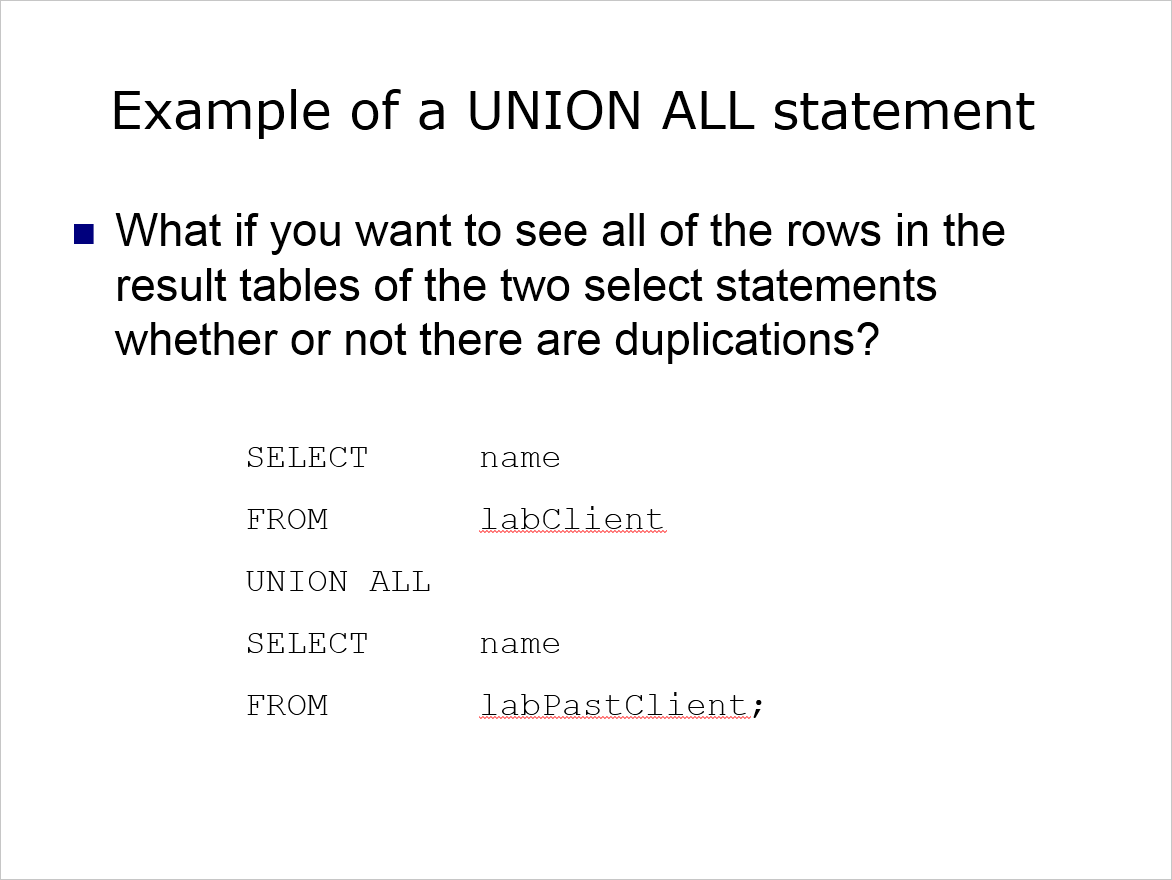 Example of a UNION ALL statement
What if you want to see all of the rows in the
result tables of the two select statements
whether or not there are duplications?
SELECT name
FROM labClient
UNION ALL
SELECT name
FROM labPastClient;